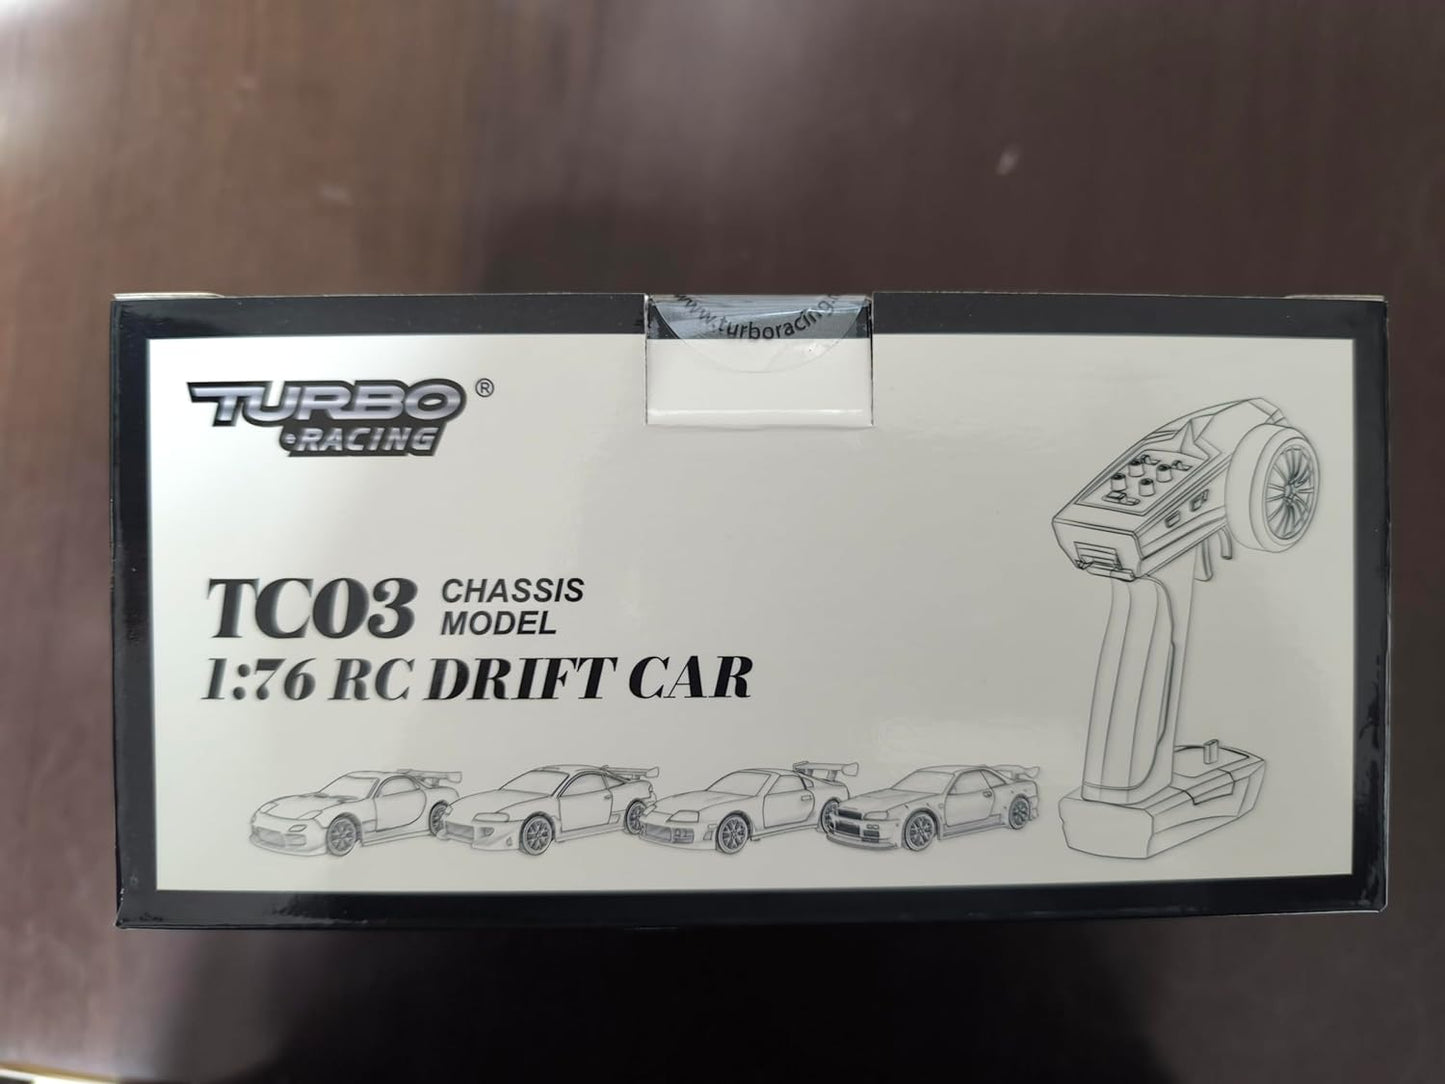 www.turboracing.
TURBO ®
RACING
TC03 CHASSIS
MODEL
1:76 RC DRIFT CAR